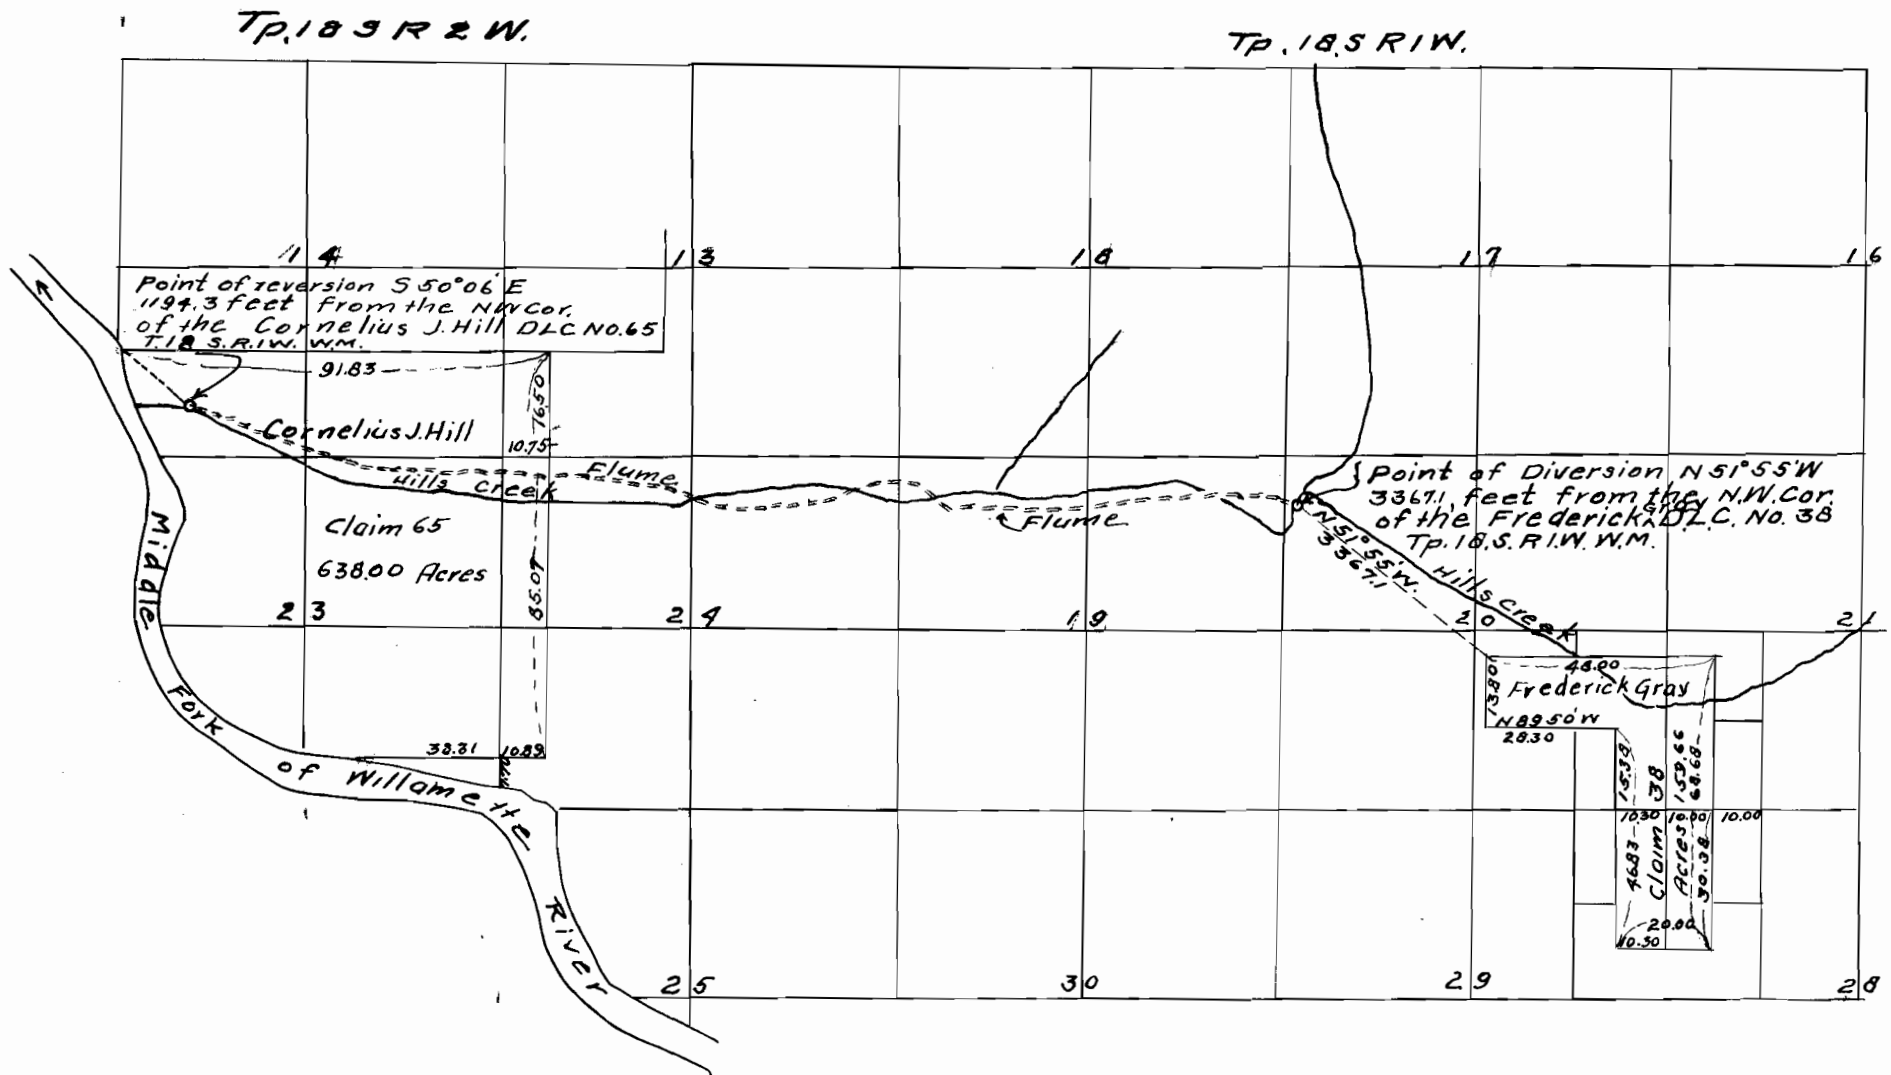 Tp. 18 S R 2 W.
Tp. 18. S R 1 W.
14
13
18
17
16
Point of reversion S 50°06' E
1194.3 feet from the NW Cor.
of the Cornelius J. Hill DLC No. 65
T. 18 S. R. 1W. W.M.
91.83
76.50
Cornelius J. Hill
10.75
Flume
Hills Creek
Flume
Point of Diversion N 51°55' W
3367.1 feet from the N.W. Cor.
of the Frederick Gray D.L.C. No. 38
Tp. 18. S. R 1. W. W.M.
N 51°55' W.
3367.1
Hills Creek
Claim 65
638.00 Acres
85.07
23
24
19
20
21
48.00
Frederick Gray
13.80
N 89 50' W
28.30
Middle
Fork
of Willamette
River
38.81
10.89
15.38
Claim 38
Acres 159.66
68.68
10.30
10.00
10.00
46.83
30.38
20.00
10.30
25
30
29
28